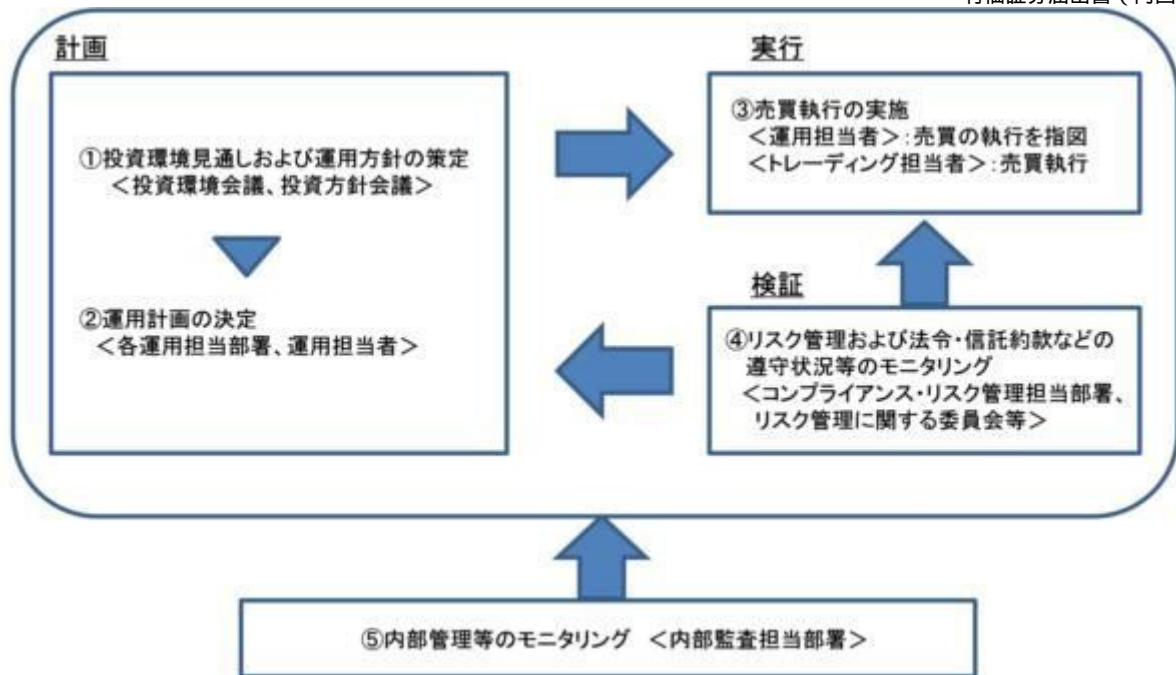 計画
①投資環境見通しおよび運用方針の策定
＜投資環境会議、投資方針会議＞
②運用計画の決定
＜各運用担当部署、運用担当者＞
実行
③売買執行の実施
＜運用担当者＞：売買の執行を指図
＜トレーディング担当者＞：売買執行
検証
④リスク管理および法令・信託約款などの
遵守状況等のモニタリング
＜コンプライアンス・リスク管理担当部署、
リスク管理に関する委員会等＞
⑤内部管理等のモニタリング　＜内部監査担当部署＞